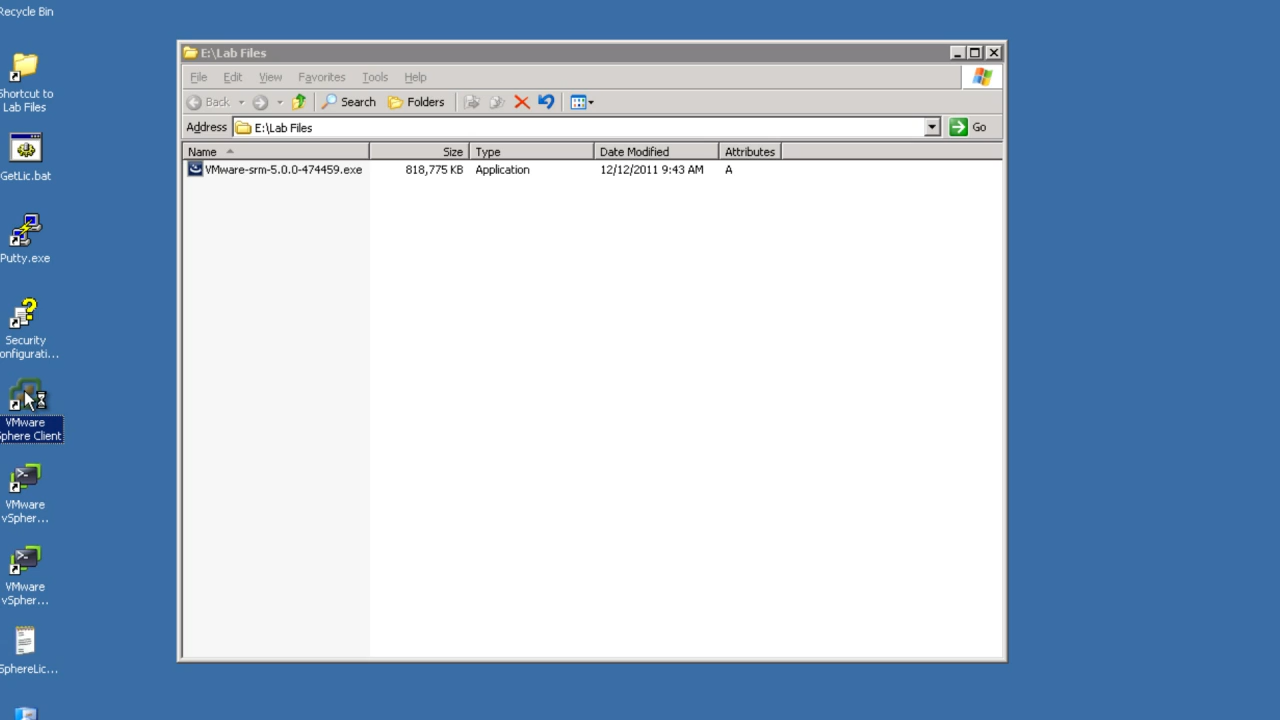 Recycle Bin
Shortcut to
Lab Files
GetLic.bat
Putty.exe
Security
onfigurati...
VMware
Sphere Client
VMware
vSpher...
VMware
vSpher...
SphereLic...
E:\Lab Files
File Edit View Favorites Tools Help
Back Search Folders
Address E:\Lab Files Go
Name Size Type Date Modified Attributes
VMware-srm-5.0.0-474459.exe 818,775 KB Application 12/12/2011 9:43 AM A